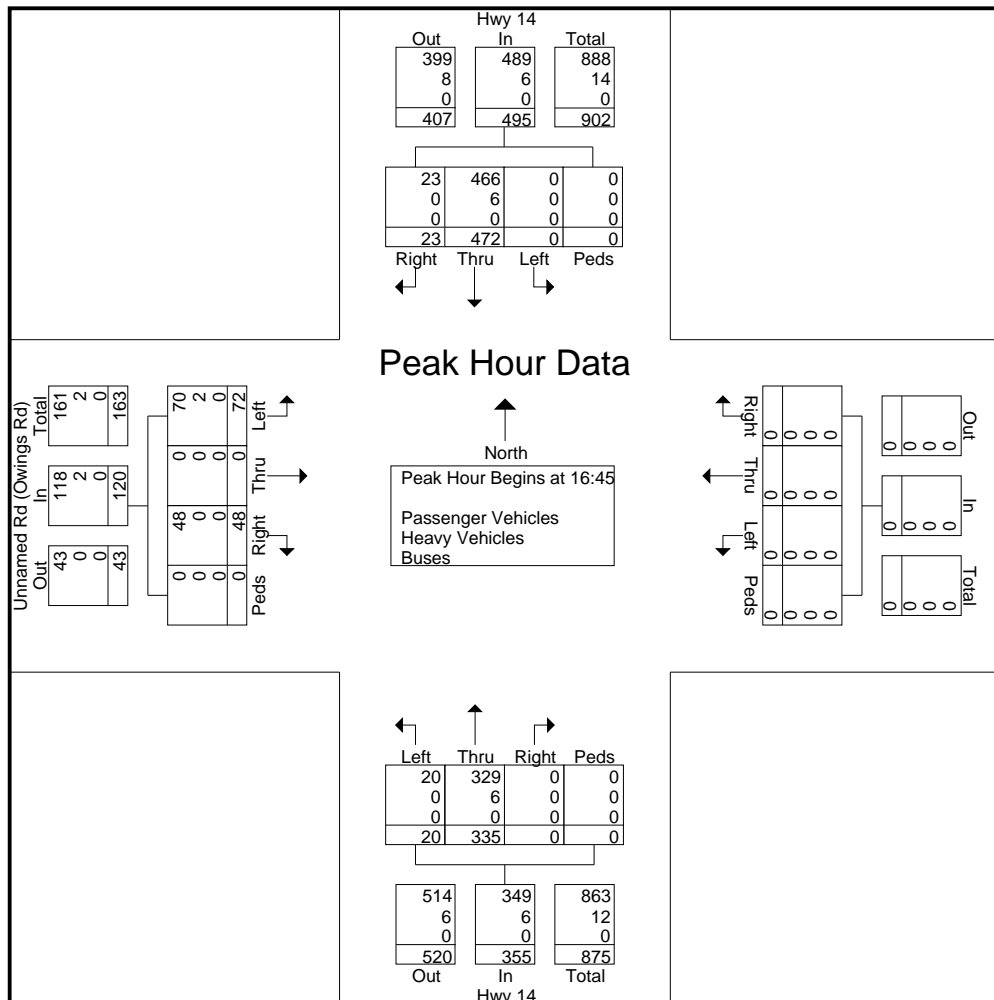 Hwy 14
Out In Total
399 489 888
8 6 14
0 0 0
407 495 902
23 466 0 0
0 6 0 0
0 0 0 0
23 472 0 0
Right Thru Left Peds
Peak Hour Data
North
Peak Hour Begins at 16:45
Passenger Vehicles
Heavy Vehicles
Buses
Unnamed Rd (Owings Rd)
Out In Total
43 118 161
0 2 2
0 0 0
43 120 163
0 48 0 70
0 0 0 2
0 0 0 0
0 48 0 72
Peds Right Thru Left
Right Thru Left Peds
0 0 0 0
0 0 0 0
0 0 0 0
0 0 0 0
Out In Total
0 0 0
0 0 0
0 0 0
0 0 0
Left Thru Right Peds
20 329 0 0
0 6 0 0
0 0 0 0
20 335 0 0
514 349 863
6 6 12
0 0 0
520 355 875
Out In Total
Hwy 14